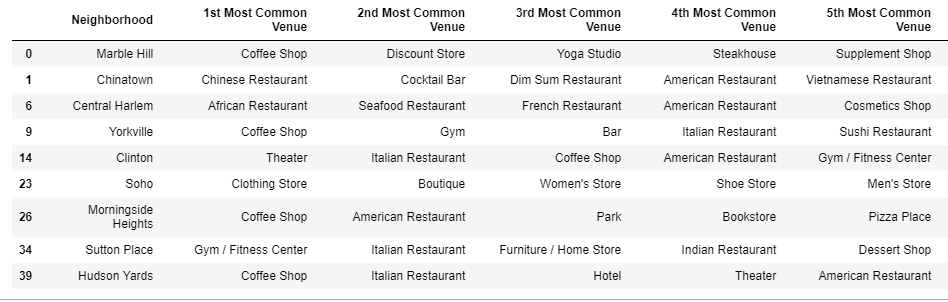 Neighborhood 1st Most Common Venue 2nd Most Common Venue 3rd Most Common Venue 4th Most Common Venue 5th Most Common Venue
0 Marble Hill Coffee Shop Discount Store Yoga Studio Steakhouse Supplement Shop
1 Chinatown Chinese Restaurant Cocktail Bar Dim Sum Restaurant American Restaurant Vietnamese Restaurant
6 Central Harlem African Restaurant Seafood Restaurant French Restaurant American Restaurant Cosmetics Shop
9 Yorkville Coffee Shop Gym Bar Italian Restaurant Sushi Restaurant
14 Clinton Theater Italian Restaurant Coffee Shop American Restaurant Gym / Fitness Center
23 Soho Clothing Store Boutique Women's Store Shoe Store Men's Store
26 Morningside Heights Coffee Shop American Restaurant Park Bookstore Pizza Place
34 Sutton Place Gym / Fitness Center Italian Restaurant Furniture / Home Store Indian Restaurant Dessert Shop
39 Hudson Yards Coffee Shop Italian Restaurant Hotel Theater American Restaurant